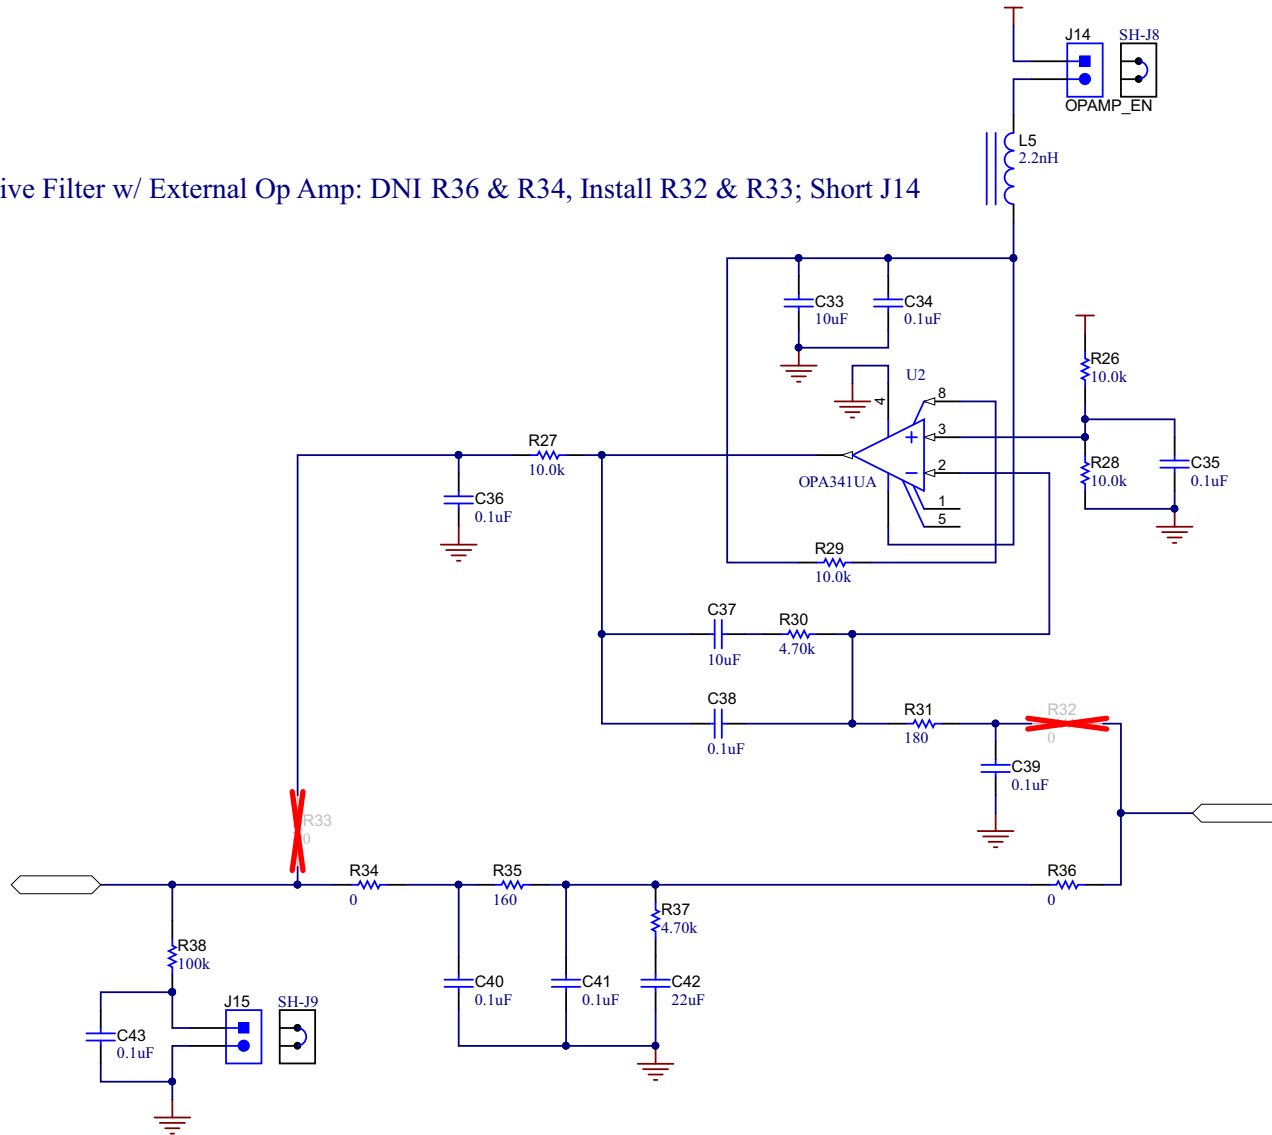 J14
SH-J8
OPAMP_EN
L5
2.2nH
ive Filter w/ External Op Amp: DNI R36 & R34, Install R32 & R33; Short J14
C33
10uF
C34
0.1uF
R26
10.0k
U2
4
8
3
2
1
5
OPA341UA
R27
10.0k
R28
10.0k
C35
0.1uF
C36
0.1uF
R29
10.0k
C37
10uF
R30
4.70k
C38
0.1uF
R31
180
R32
0
C39
0.1uF
R33
0
R34
0
R35
160
R36
0
R37
4.70k
R38
100k
C40
0.1uF
C41
0.1uF
C42
22uF
J15
SH-J9
C43
0.1uF